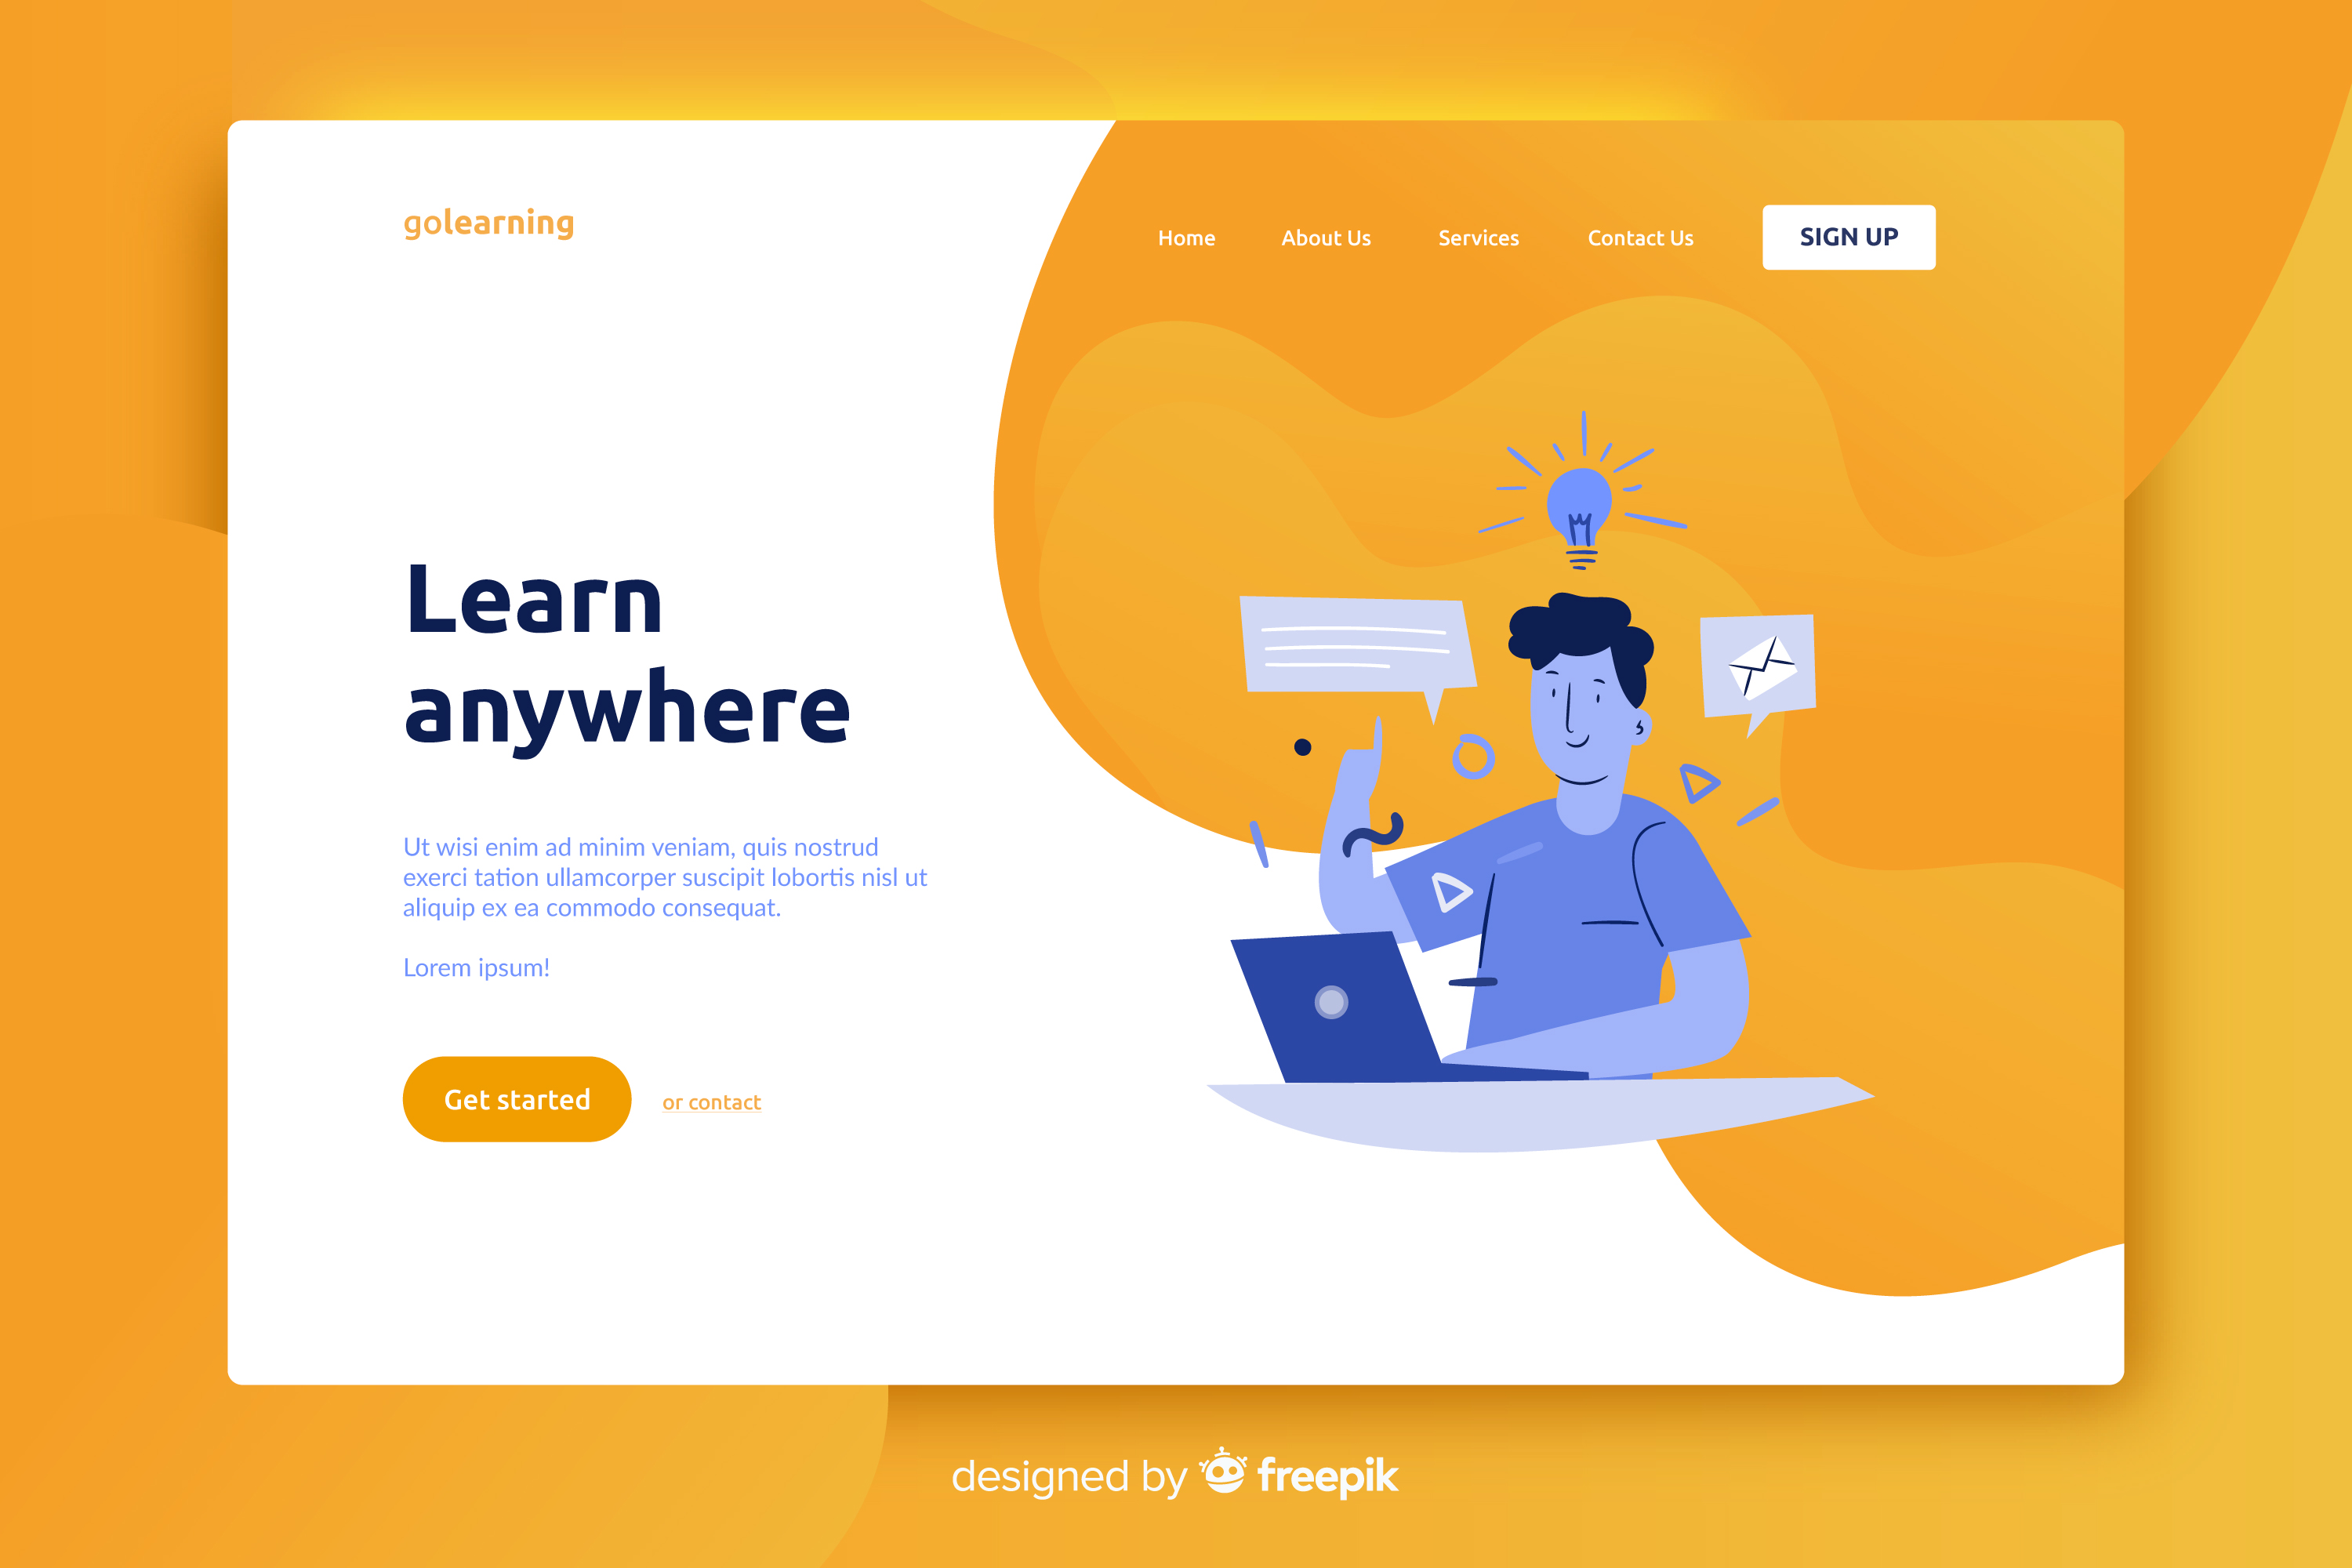 golearning
Home About Us Services Contact Us SIGN UP
Learn
anywhere
Ut wisi enim ad minim veniam, quis nostrud
exerci tation ullamcorper suscipit lobortis nisl ut
aliquip ex ea commodo consequat.
Lorem ipsum!
Get started or contact
designed by freepik